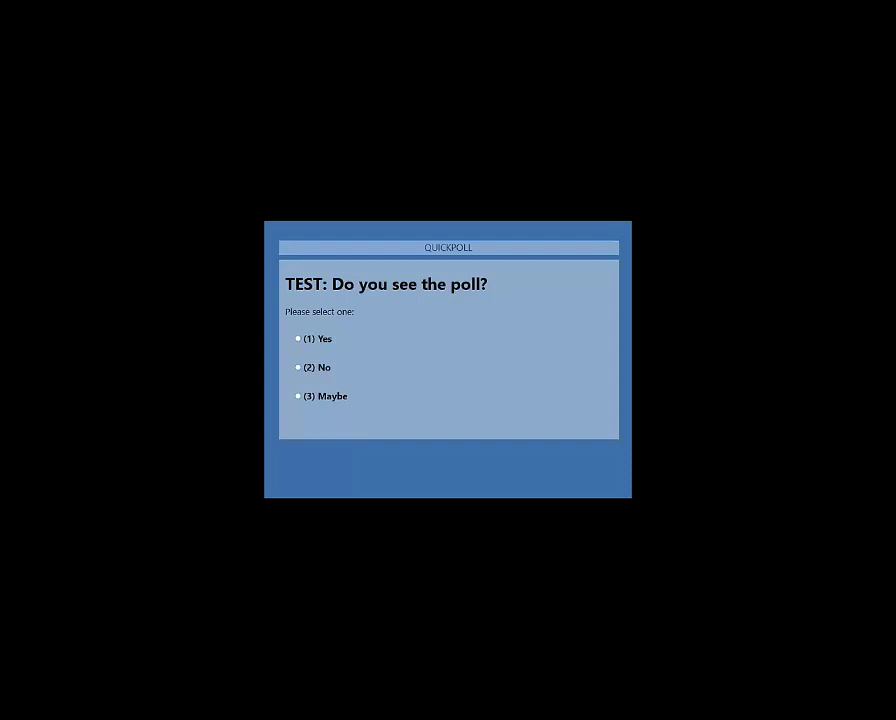 QUICKPOLL
TEST: Do you see the poll?
Please select one:
(1) Yes
(2) No
(3) Maybe